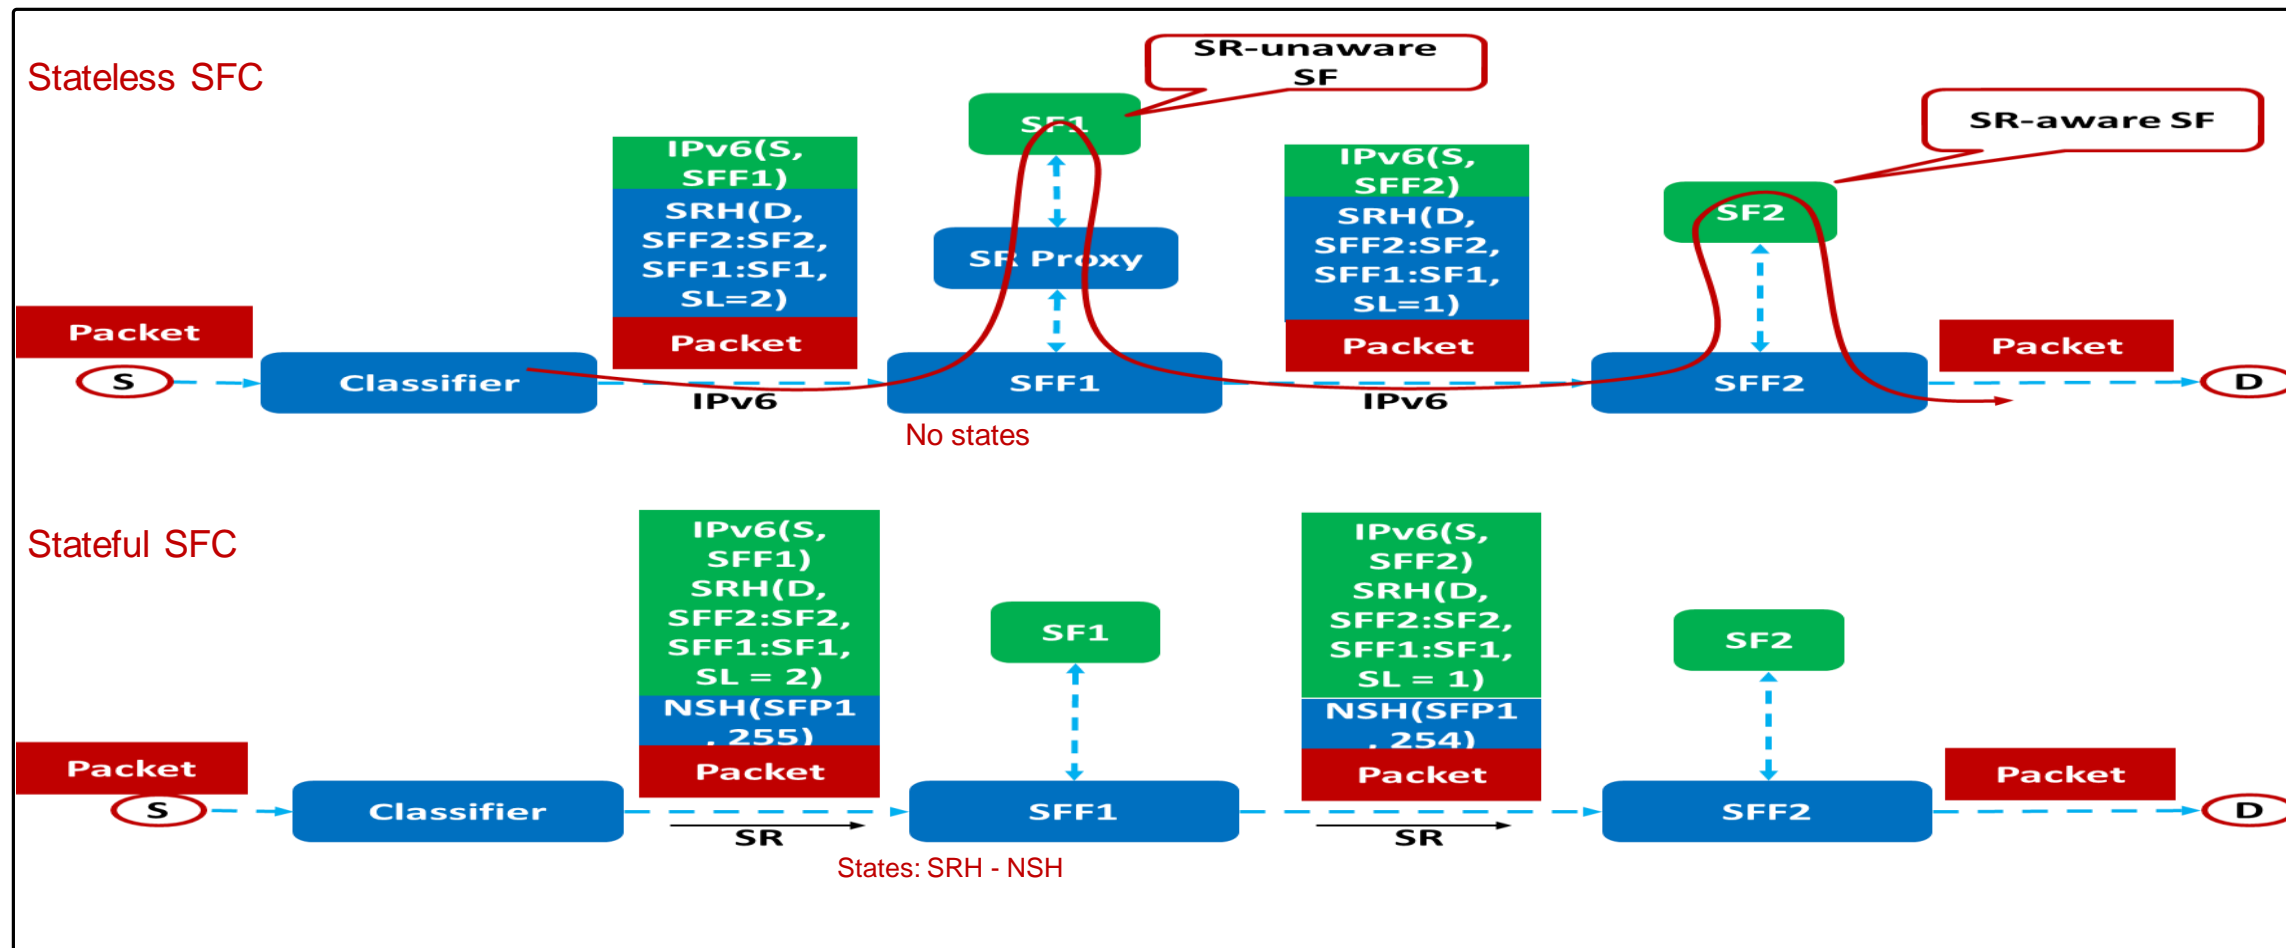 Stateless SFC
SR-unaware
SF
SR-aware SF
SF1
IPv6(S,
SFF1)
SRH(D,
SFF2:SF2,
SFF1:SF1,
SL=2)
Packet
IPv6(S,
SFF2)
SRH(D,
SFF2:SF2,
SFF1:SF1,
SL=1)
Packet
SF2
SR Proxy
Packet
Packet
S
Classifier
SFF1
SFF2
D
IPv6
IPv6
No states
Stateful SFC
IPv6(S,
SFF1)
SRH(D,
SFF2:SF2,
SFF1:SF1,
SL = 2)
NSH(SFP1
, 255)
Packet
IPv6(S,
SFF2)
SRH(D,
SFF2:SF2,
SFF1:SF1,
SL = 1)
NSH(SFP1
, 254)
Packet
SF1
SF2
Packet
Packet
S
Classifier
SFF1
SFF2
D
SR
SR
States: SRH - NSH